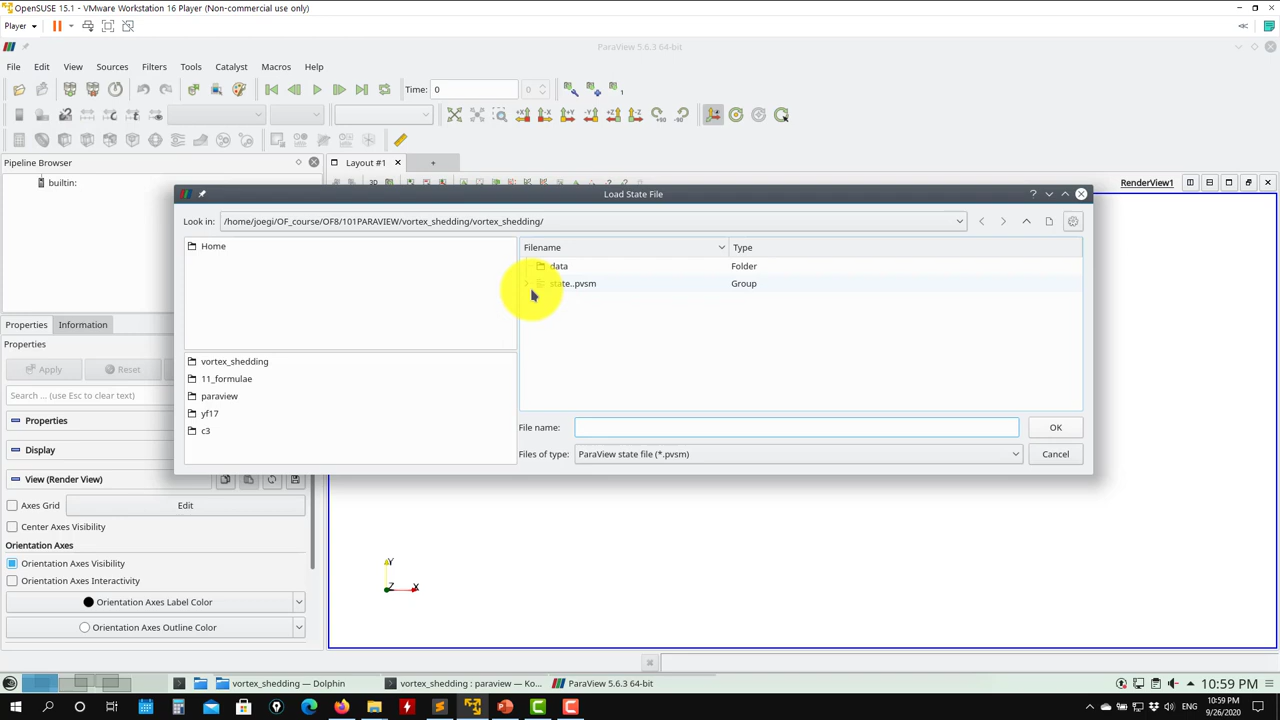 OpenSUSE 15.1 - VMware Workstation 16 Player (Non-commercial use only)
Player
ParaView 5.6.3 64-bit
File Edit View Sources Filters Tools Catalyst Macros Help
Time: 0 0 1
+X -X +Y -Y +Z -Z +90 -90
Pipeline Browser
Layout #1 +
builtin:
3D
RenderView1
Load State File
Look in: /home/joegi/OF_course/OF8/101PARAVIEW/vortex_shedding/vortex_shedding/
Home
Filename Type
data Folder
state..pvsm Group
Properties Information
Properties
Apply Reset
Search ... (use Esc to clear text)
vortex_shedding
11_formulae
paraview
yf17
c3
File name: OK
Files of type: ParaView state file (*.pvsm) Cancel
Properties
Display
View (Render View)
Axes Grid Edit
Center Axes Visibility
Orientation Axes
Orientation Axes Visibility
Orientation Axes Interactivity
Orientation Axes Label Color
Orientation Axes Outline Color
Y
Z X
vortex_shedding — Dolphin vortex_shedding : paraview — Ko... ParaView 5.6.3 64-bit 10:59 PM
10:59 PM
9/26/2020